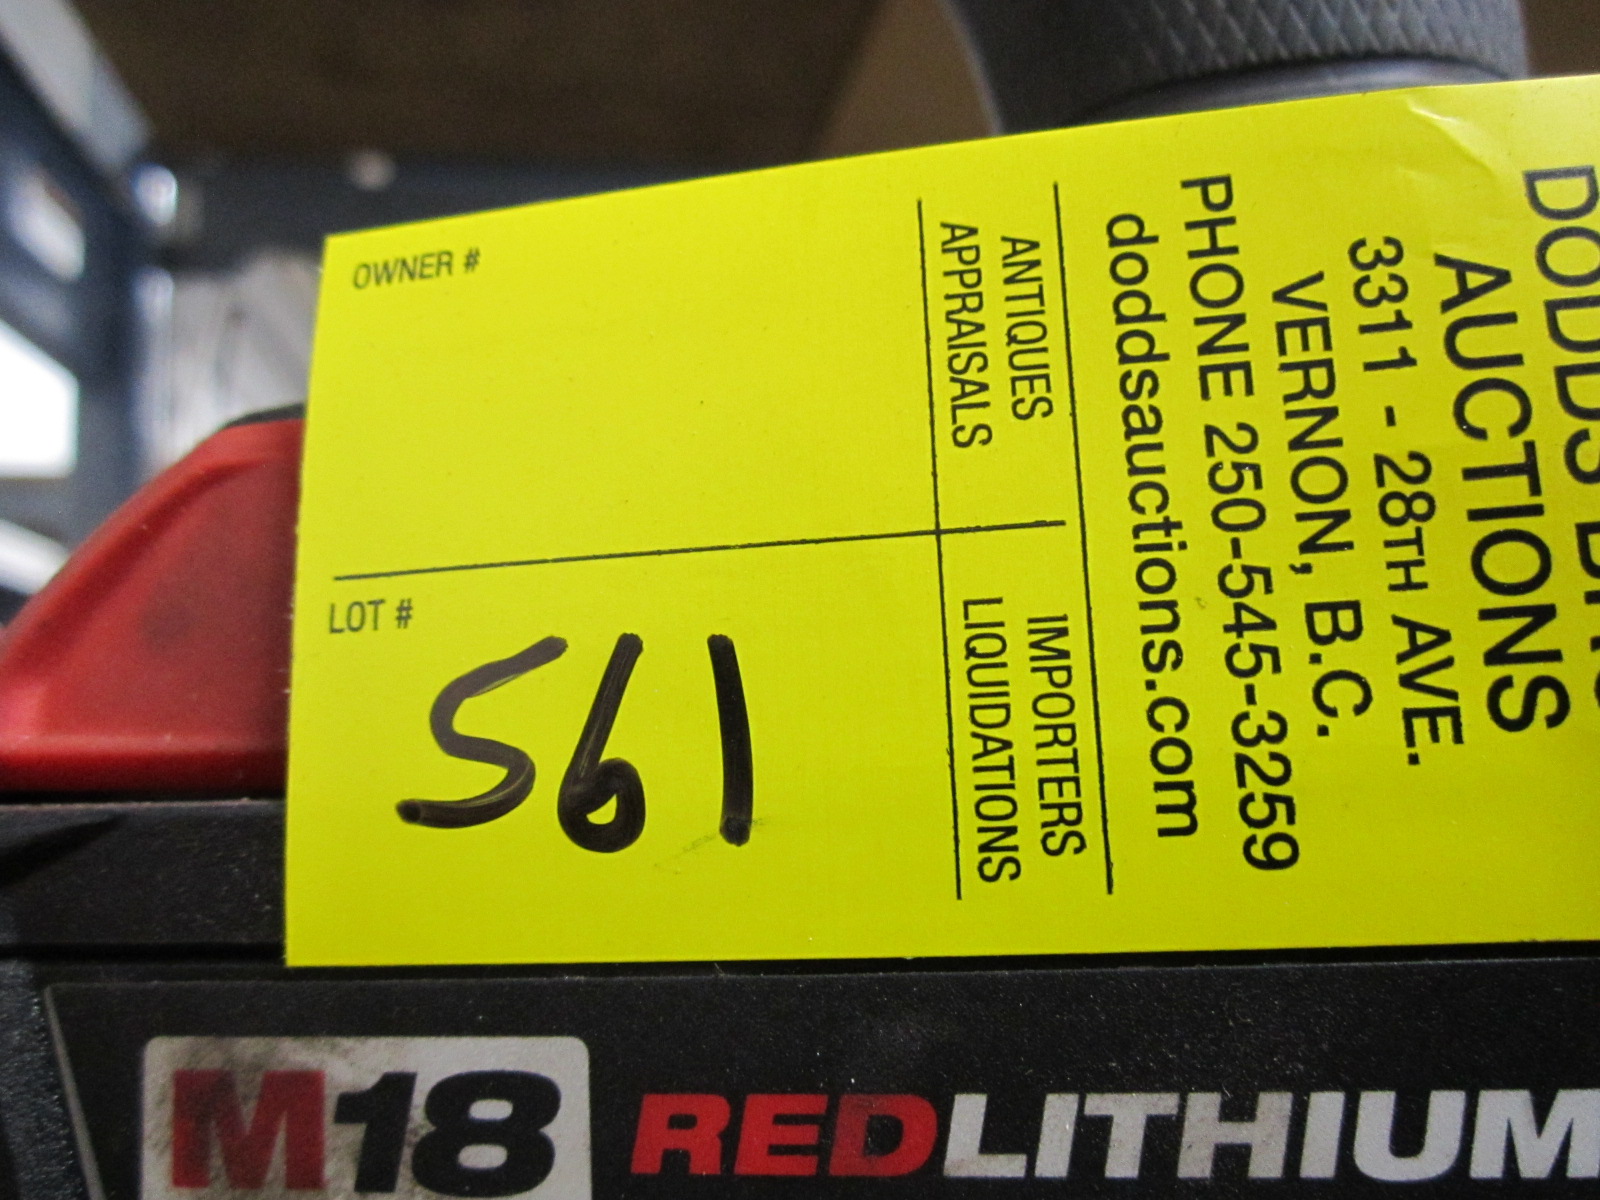 DODDS
AUCTIONS
3311 - 28TH AVE.
VERNON, B.C.
PHONE 250-545-3259
doddsauctions.com
ANTIQUES
APPRAISALS
IMPORTERS
LIQUIDATIONS
OWNER #
LOT #
561
M18
REDLITHIUM